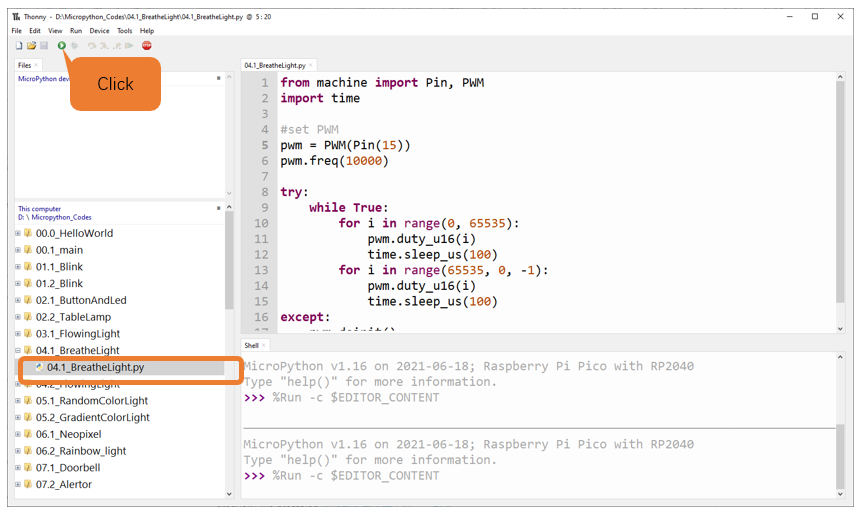 Thonny - D:\Micropython_Codes\04.1_BreatheLight\04.1_BreatheLight.py @ 5 : 20
File Edit View Run Device Tools Help
Files
MicroPython dev
Click
This computer
D: \ Micropython_Codes
00.0_HelloWorld
00.1_main
01.1_Blink
01.2_Blink
02.1_ButtonAndLed
02.2_TableLamp
03.1_FlowingLight
04.1_BreatheLight
04.1_BreatheLight.py
04.2_FlowingLight
05.1_RandomColorLight
05.2_GradientColorLight
06.1_Neopixel
06.2_Rainbow_light
07.1_Doorbell
07.2_Alertor
04.1_BreatheLight.py
1 from machine import Pin, PWM
2 import time
3
4 #set PWM
5 pwm = PWM(Pin(15))
6 pwm.freq(10000)
7
8 try:
9 while True:
10 for i in range(0, 65535):
11 pwm.duty_u16(i)
12 time.sleep_us(100)
13 for i in range(65535, 0, -1):
14 pwm.duty_u16(i)
15 time.sleep_us(100)
16 except:
17 pwm.deinit()
Shell
MicroPython v1.16 on 2021-06-18; Raspberry Pi Pico with RP2040
Type "help()" for more information.
>>> %Run -c $EDITOR_CONTENT
MicroPython v1.16 on 2021-06-18; Raspberry Pi Pico with RP2040
Type "help()" for more information.
>>> %Run -c $EDITOR_CONTENT